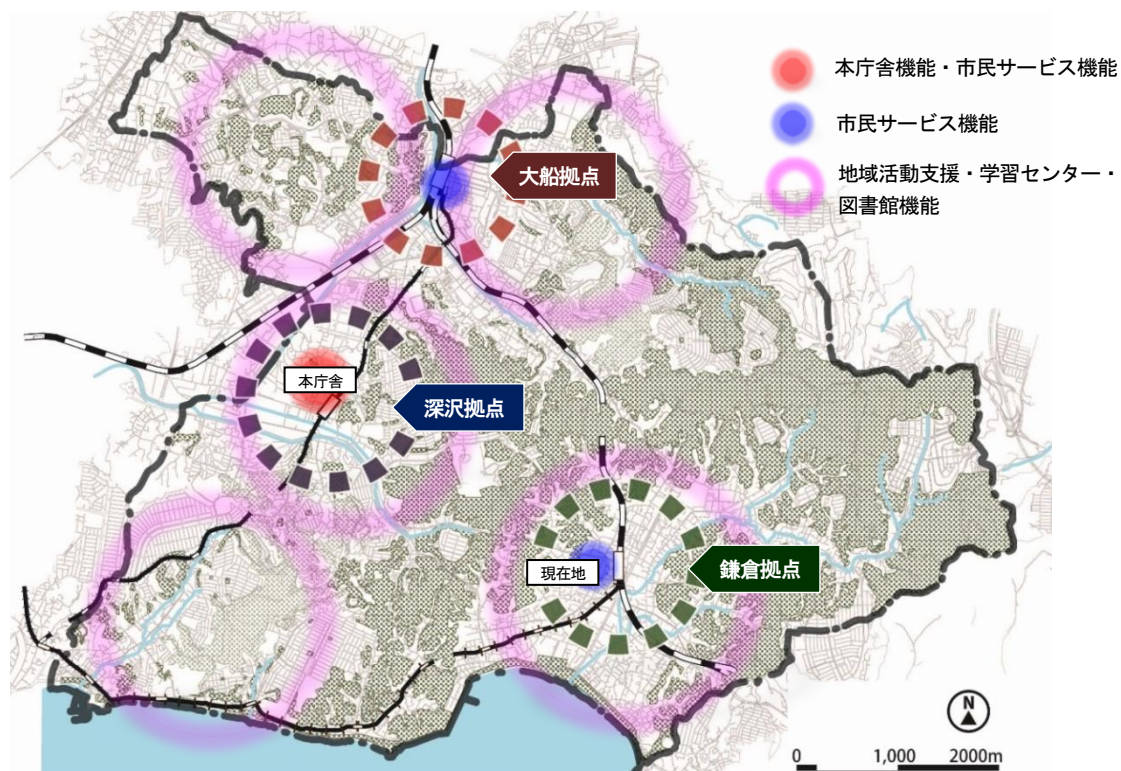 本庁舎機能・市民サービス機能
市民サービス機能
地域活動支援・学習センター・
図書館機能
大船拠点
本庁舎
深沢拠点
現在地
鎌倉拠点
N
0 1,000 2000m